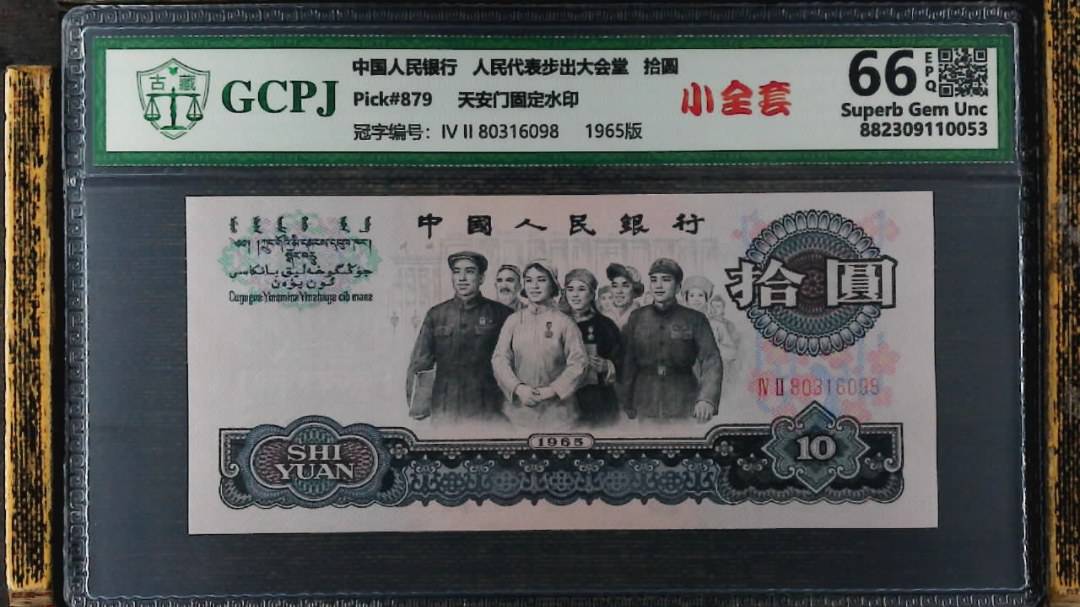 古藏
GCPJ
中国人民银行 人民代表步出大会堂 拾圆
Pick#879 天安门固定水印
冠字编号: IV II 80316098 1965版
小全套
66 EPQ
Superb Gem Unc
882309110053
中國人民銀行
拾圓
IV II 80316098
1965
SHI
YUAN
10